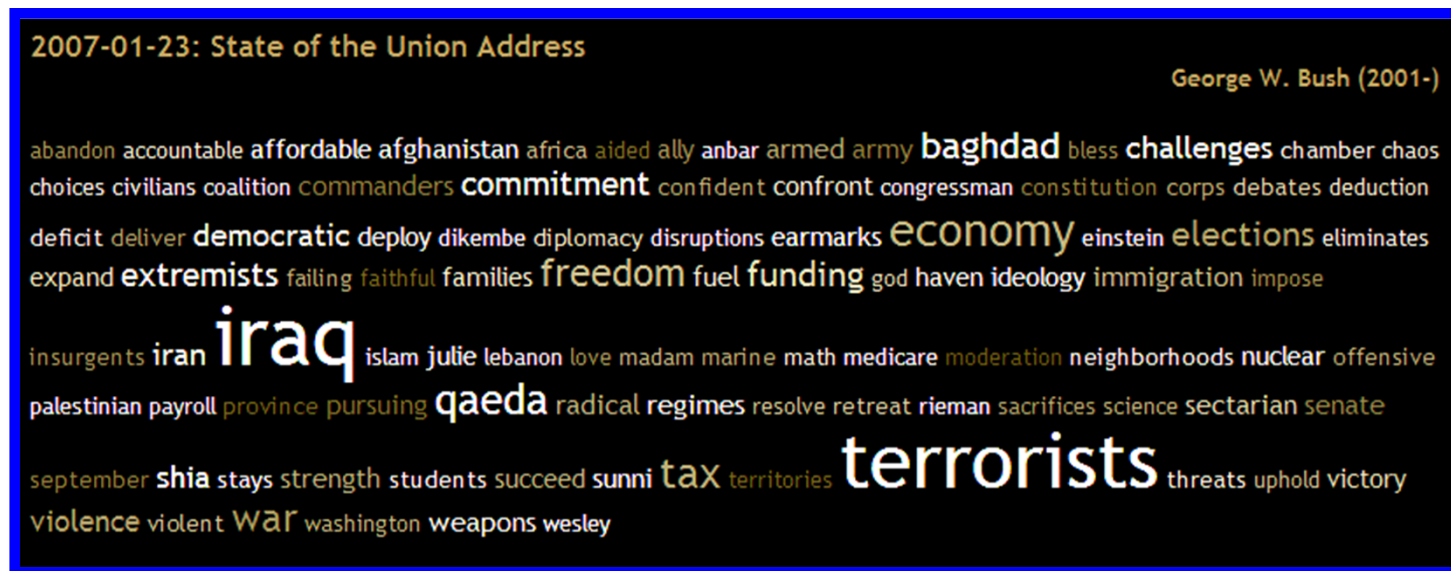 2007-01-23: State of the Union Address
George W. Bush (2001-)
abandon accountable affordable afghanistan africa aided ally anbar armed army baghdad bless challenges chamber chaos
choices civilians coalition commanders commitment confident confront congressman constitution corps debates deduction
deficit deliver democratic deploy dikembe diplomacy disruptions earmarks economy einstein elections eliminates
expand extremists failing faithful families freedom fuel funding god haven ideology immigration impose
insurgents iran iraq islam julie lebanon love madam marine math medicare moderation neighborhoods nuclear offensive
palestinian payroll province pursuing qaeda radical regimes resolve retreat rieman sacrifices science sectarian senate
september shia stays strength students succeed sunni tax territories terrorists threats uphold victory
violence violent war washington weapons wesley